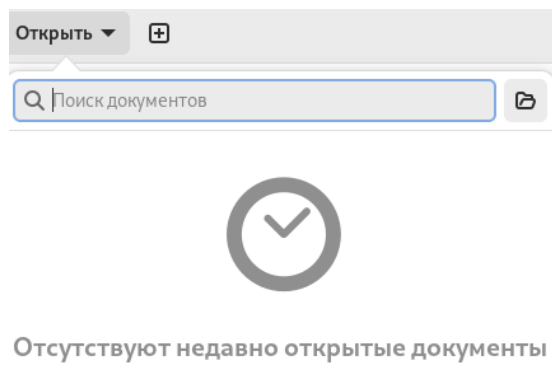 Открыть
Поиск документов
Отсутствуют недавно открытые документы